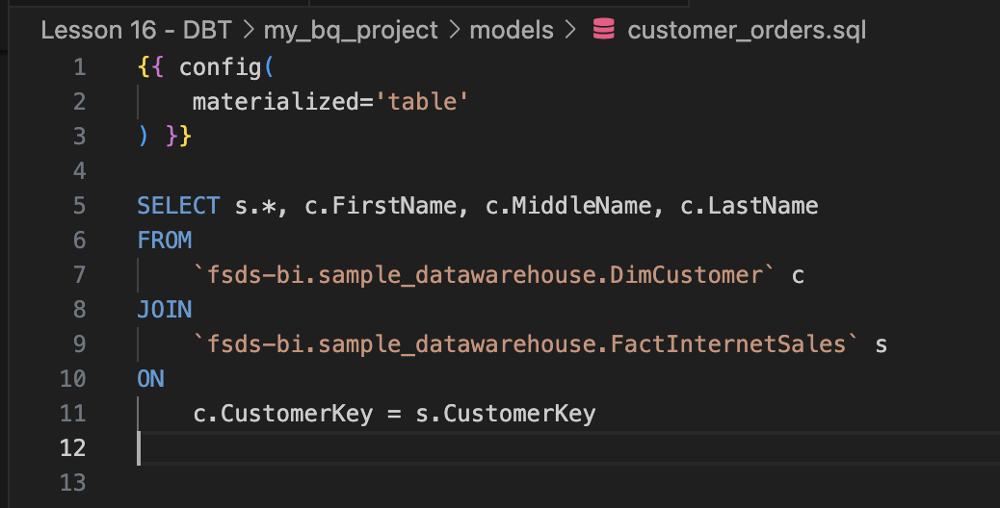 Lesson 16 - DBT > my_bq_project > models > customer_orders.sql
1 {{ config(
2     materialized='table'
3 ) }}
4
5 SELECT s.*, c.FirstName, c.MiddleName, c.LastName
6 FROM
7     `fsds-bi.sample_datawarehouse.DimCustomer` c
8 JOIN
9     `fsds-bi.sample_datawarehouse.FactInternetSales` s
10 ON
11     c.CustomerKey = s.CustomerKey
12
13